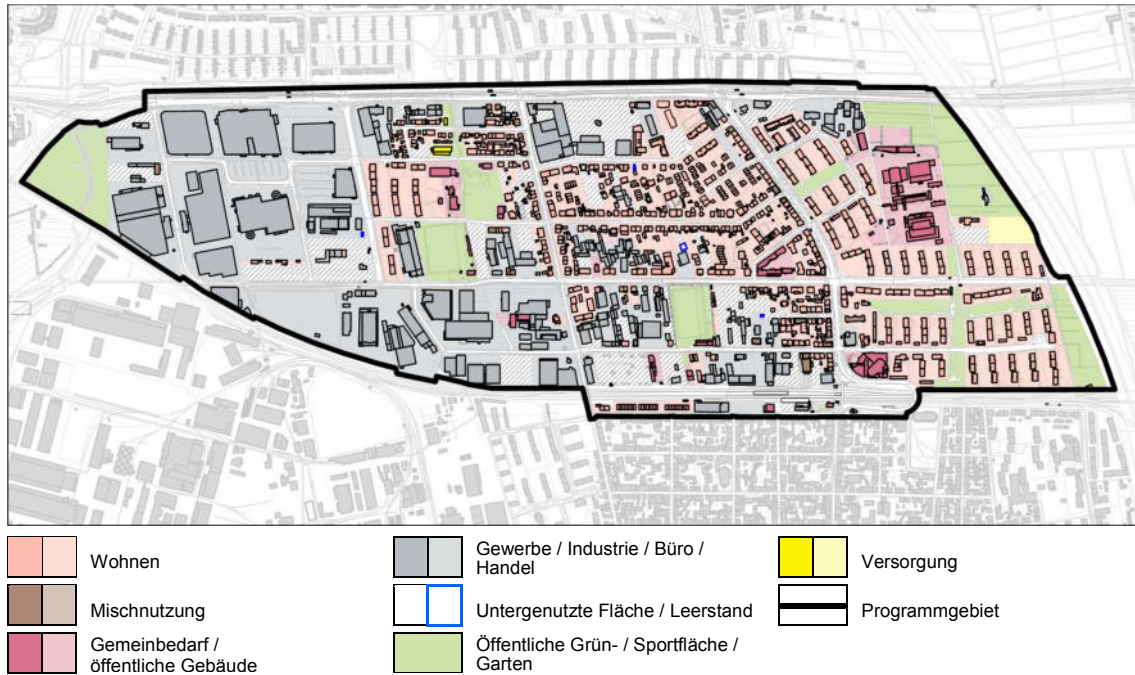 Wohnen
Mischnutzung
Gemeinbedarf /
öffentliche Gebäude
Gewerbe / Industrie / Büro /
Handel
Untergenutzte Fläche / Leerstand
Öffentliche Grün- / Sportfläche /
Garten
Versorgung
Programmgebiet